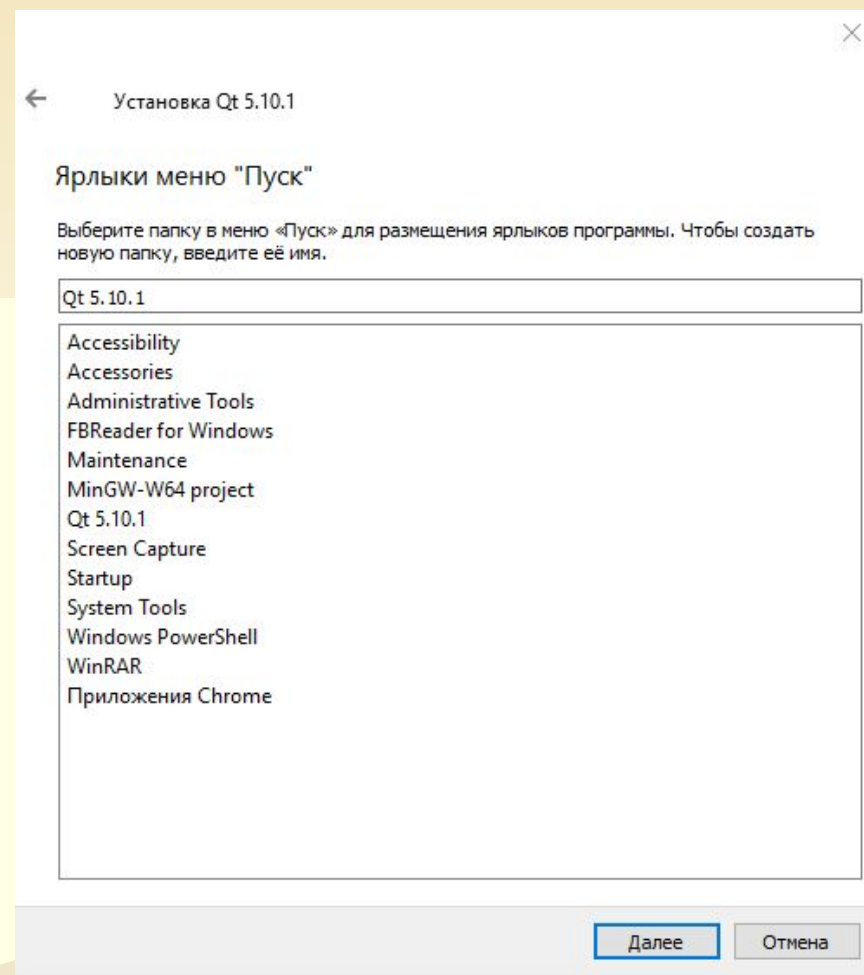 Установка Qt 5.10.1
Ярлыки меню "Пуск"
Выберите папку в меню «Пуск» для размещения ярлыков программы. Чтобы создать
новую папку, введите её имя.
Qt 5.10.1
Accessibility
Accessories
Administrative Tools
FBReader for Windows
Maintenance
MinGW-W64 project
Qt 5.10.1
Screen Capture
Startup
System Tools
Windows PowerShell
WinRAR
Приложения Chrome
Далее
Отмена